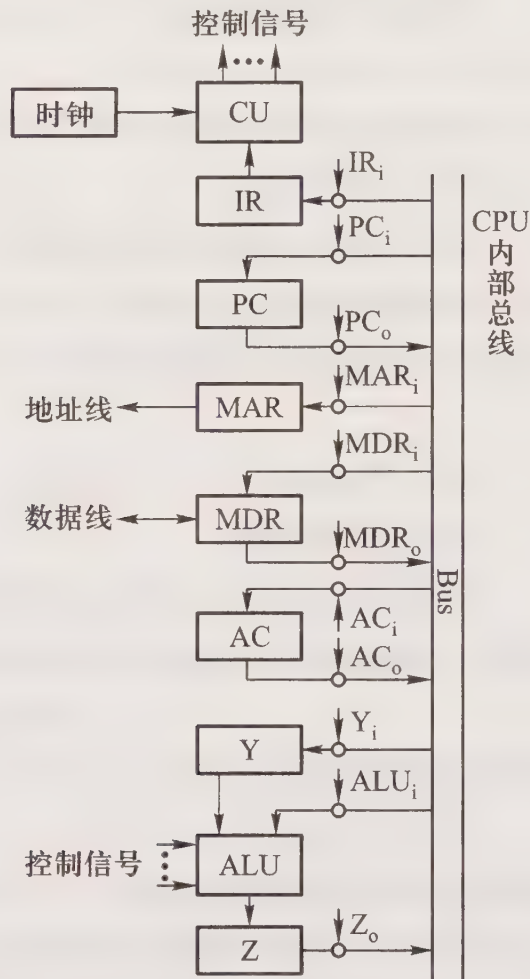 控制信号
时钟
CU
IR
IRᵢ
PCᵢ
CPU
内
部
总
线
PC
PCₒ
MARᵢ
地址线
MAR
MDRᵢ
数据线
MDR
MDRₒ
Bus
AC
ACᵢ
ACₒ
Yᵢ
Y
ALUᵢ
控制信号
ALU
Zₒ
Z